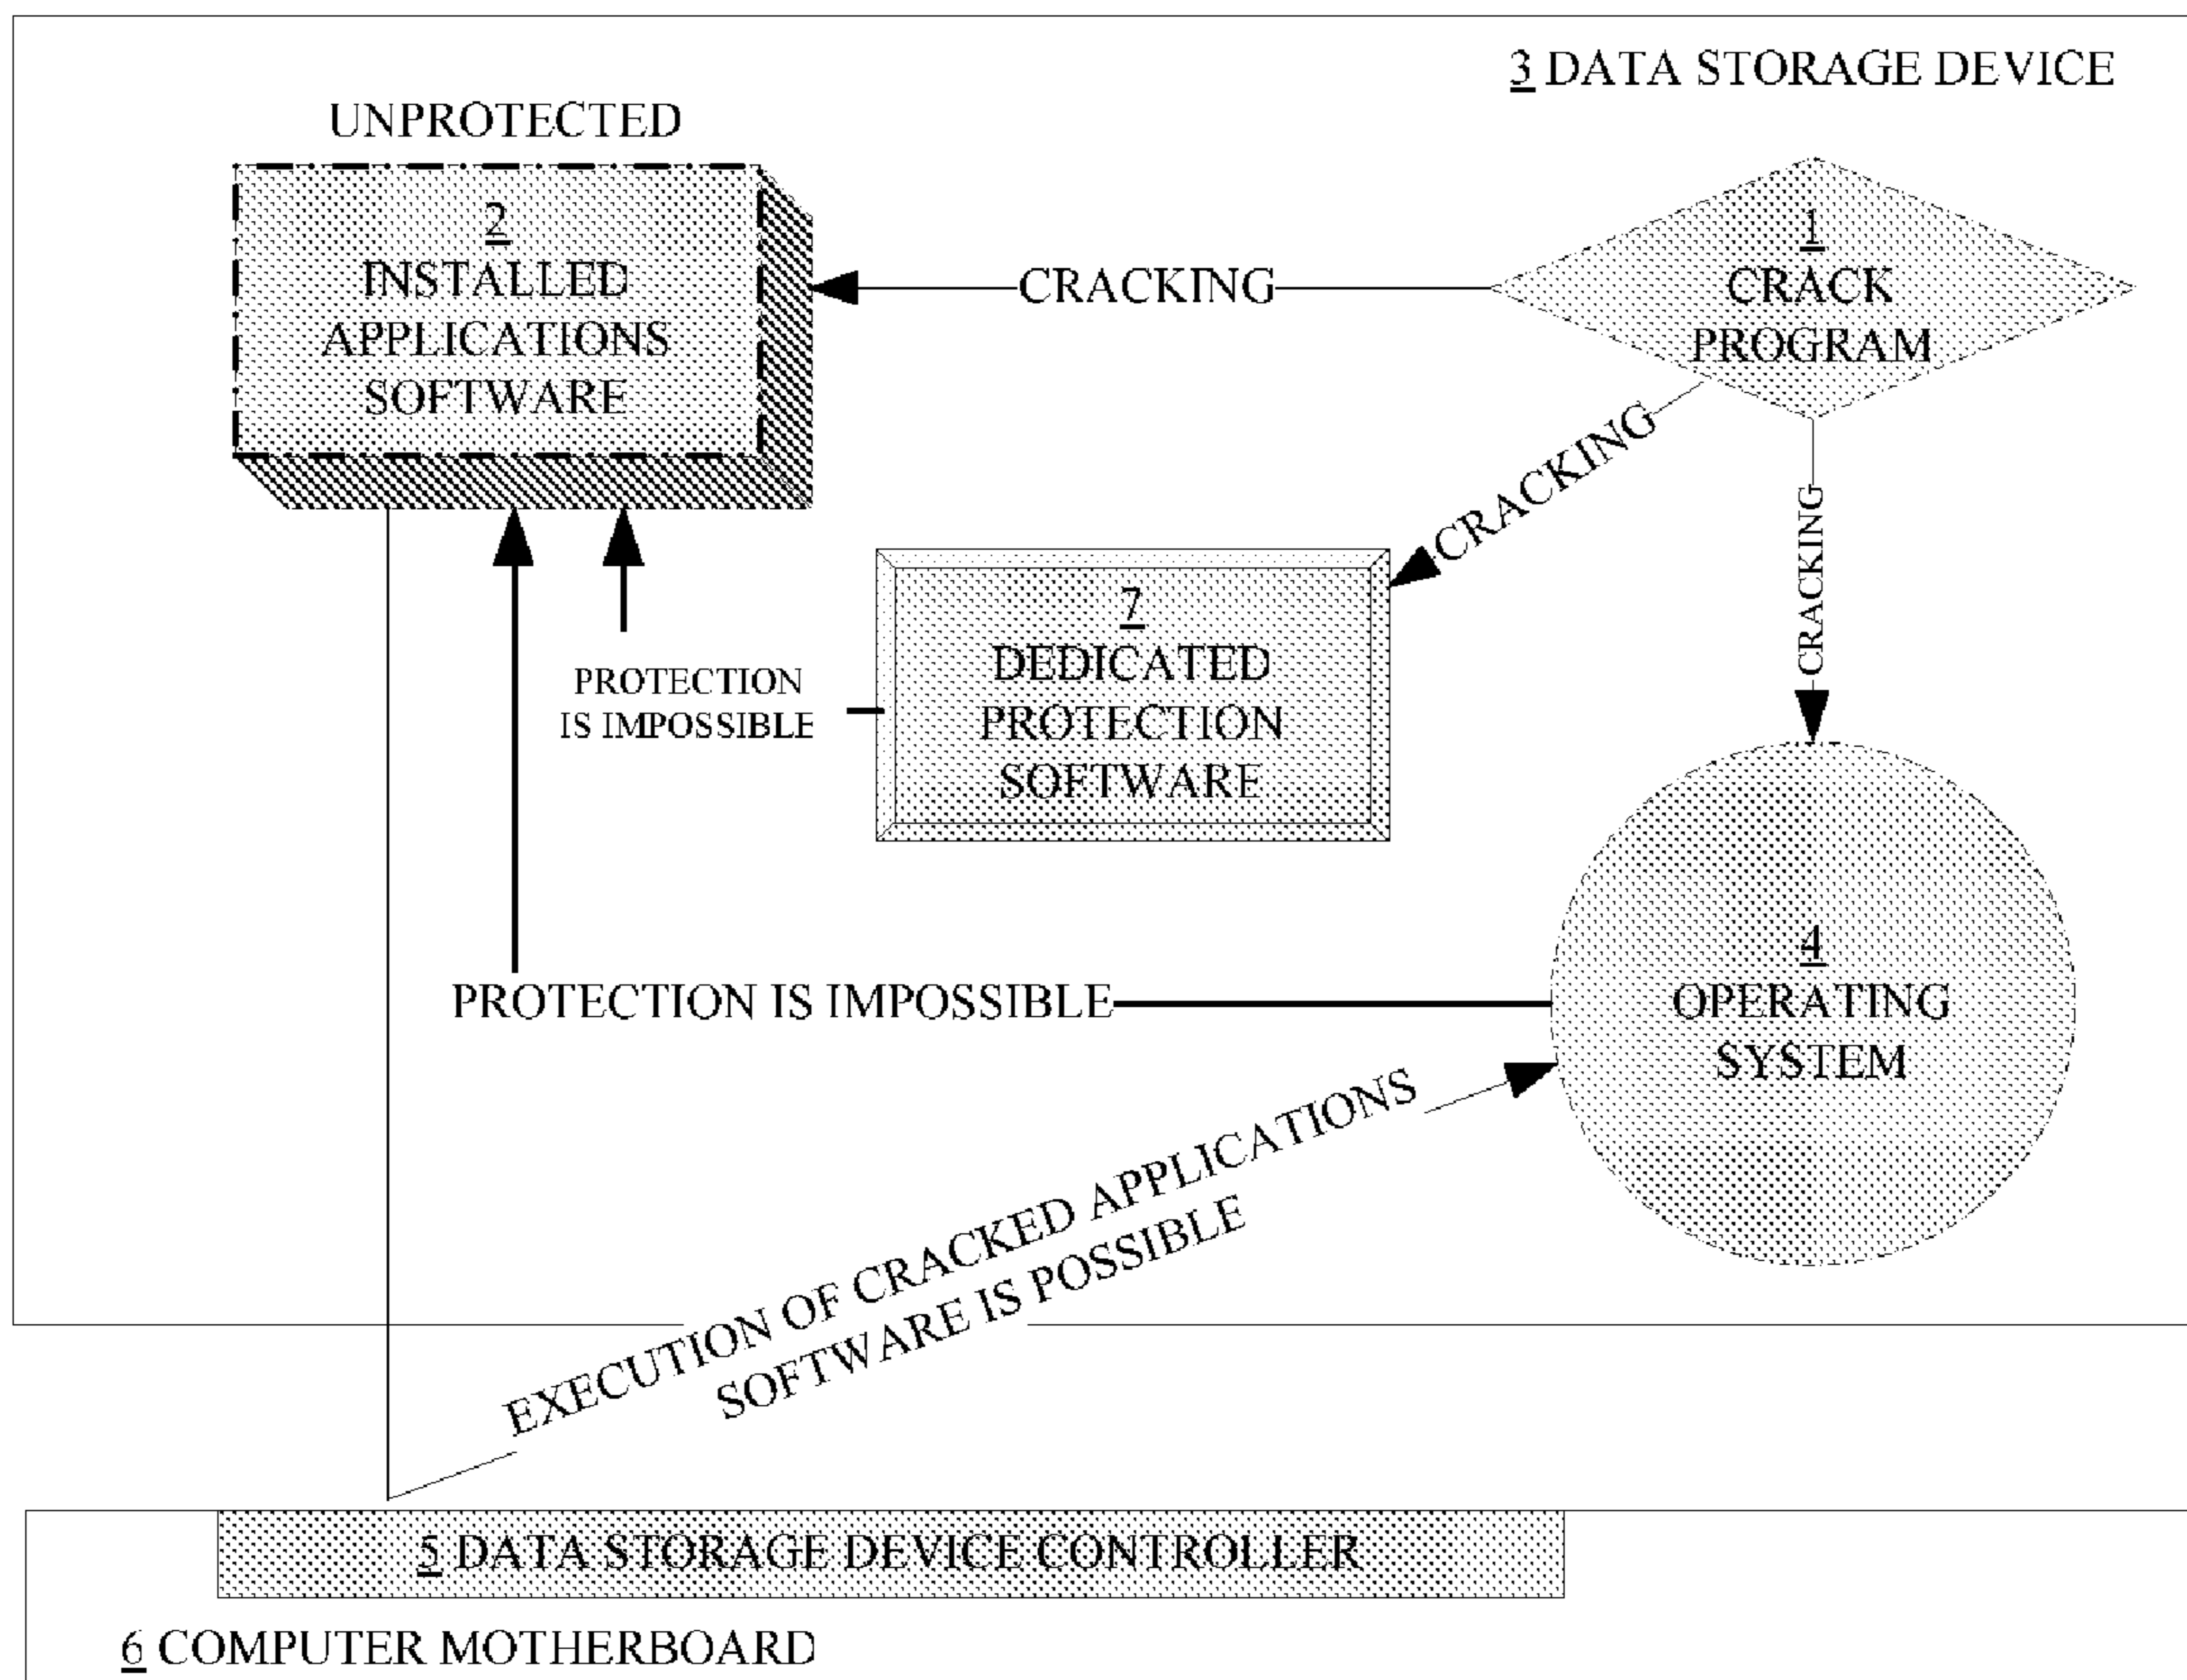 3 DATA STORAGE DEVICE
UNPROTECTED
2
INSTALLED
APPLICATIONS
SOFTWARE
CRACKING
1
CRACK
PROGRAM
CRACKING
CRACKING
7
DEDICATED
PROTECTION
SOFTWARE
PROTECTION
IS IMPOSSIBLE
4
OPERATING
SYSTEM
PROTECTION IS IMPOSSIBLE
EXECUTION OF CRACKED APPLICATIONS
SOFTWARE IS POSSIBLE
5 DATA STORAGE DEVICE CONTROLLER
6 COMPUTER MOTHERBOARD